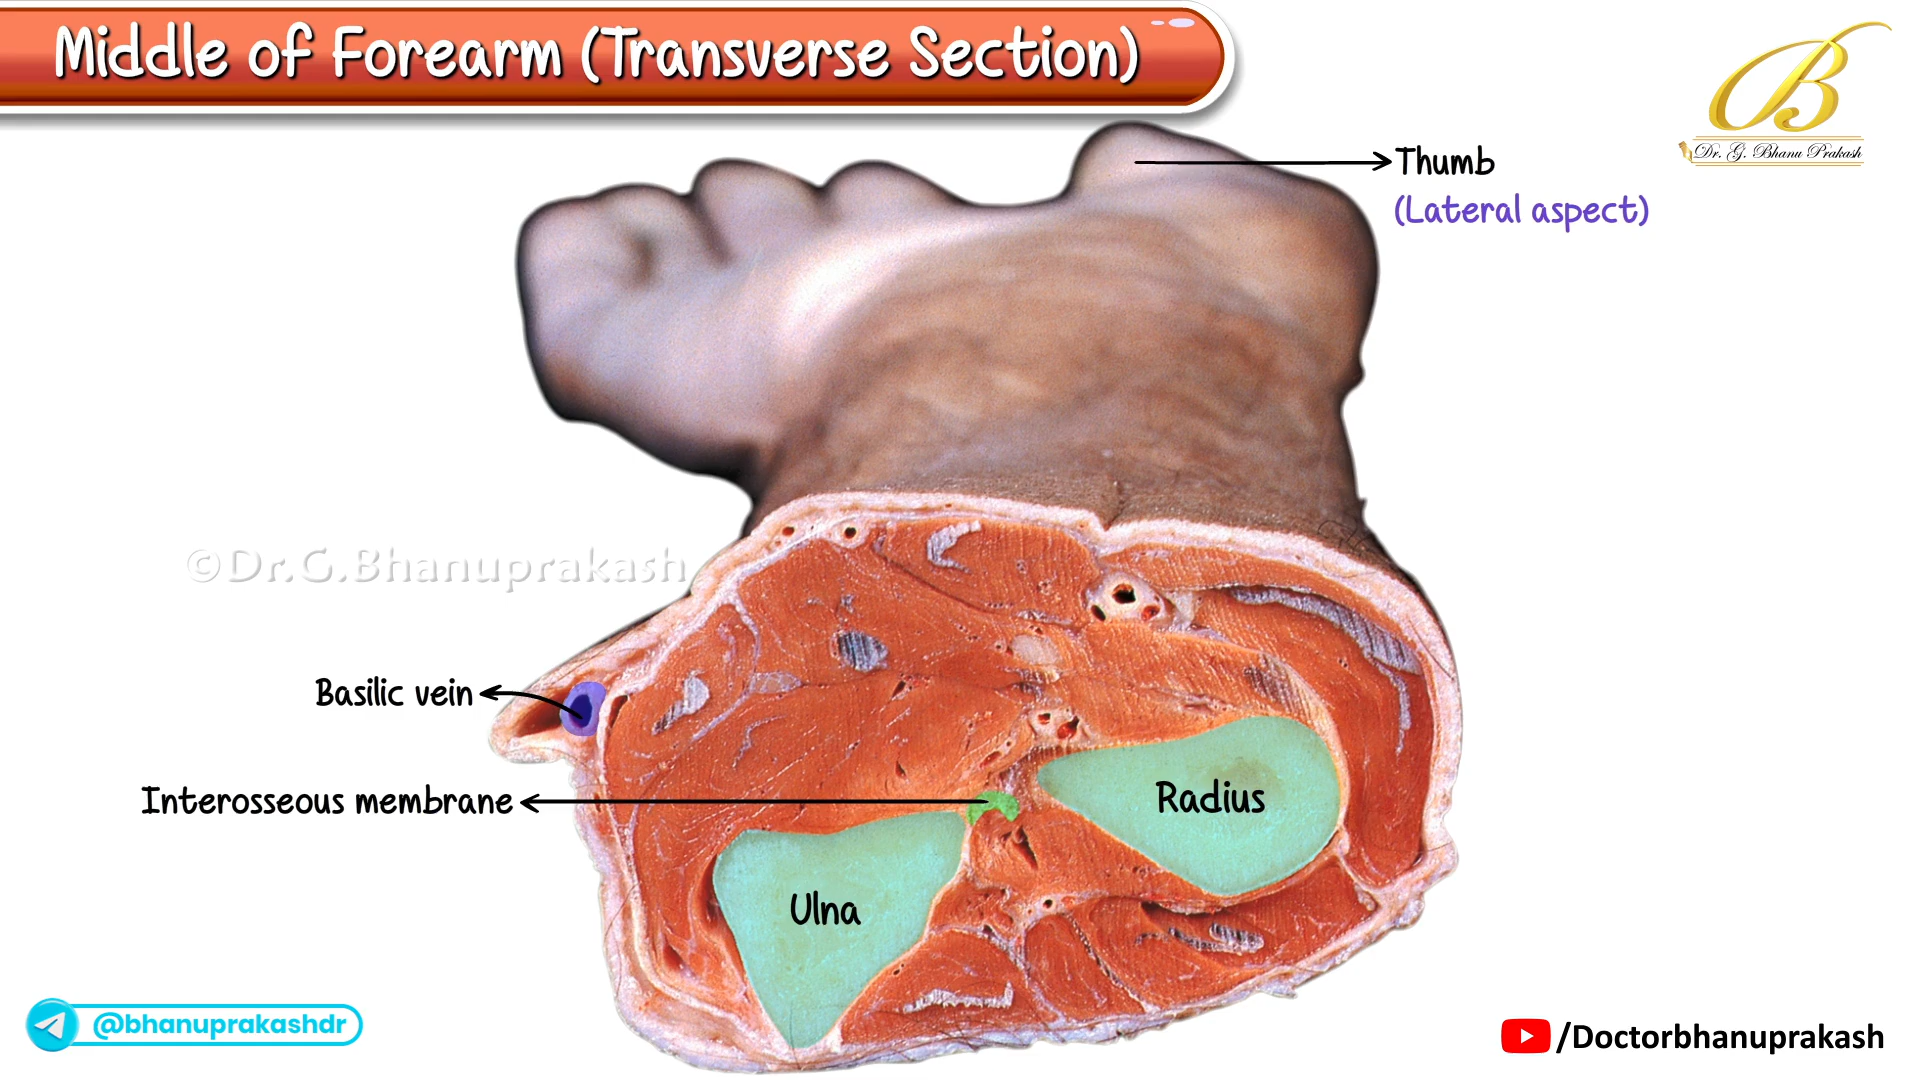 Middle of Forearm (Transverse Section)
Dr. G. Bhanu Prakash
Thumb
(Lateral aspect)
©Dr.G.Bhanuprakash
Basilic vein
Interosseous membrane
Radius
Ulna
@bhanuprakashdr
/Doctorbhanuprakash